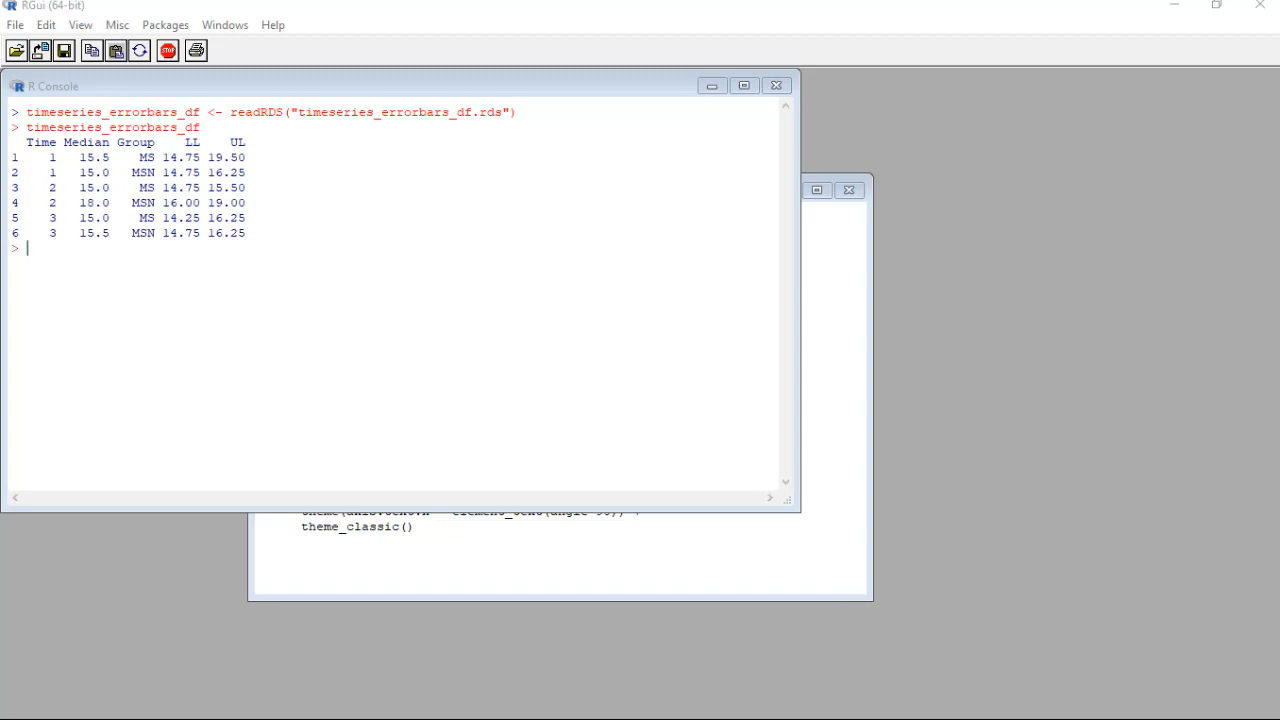 RGui (64-bit)
File Edit View Misc Packages Windows Help
STOP
R Console
> timeseries_errorbars_df <- readRDS("timeseries_errorbars_df.rds")
> timeseries_errorbars_df
  Time Median Group    LL    UL
1    1   15.5    MS 14.75 19.50
2    1   15.0   MSN 14.75 16.25
3    2   15.0    MS 14.75 15.50
4    2   18.0   MSN 16.00 19.00
5    3   15.0    MS 14.25 16.25
6    3   15.5   MSN 14.75 16.25
>
theme_classic()